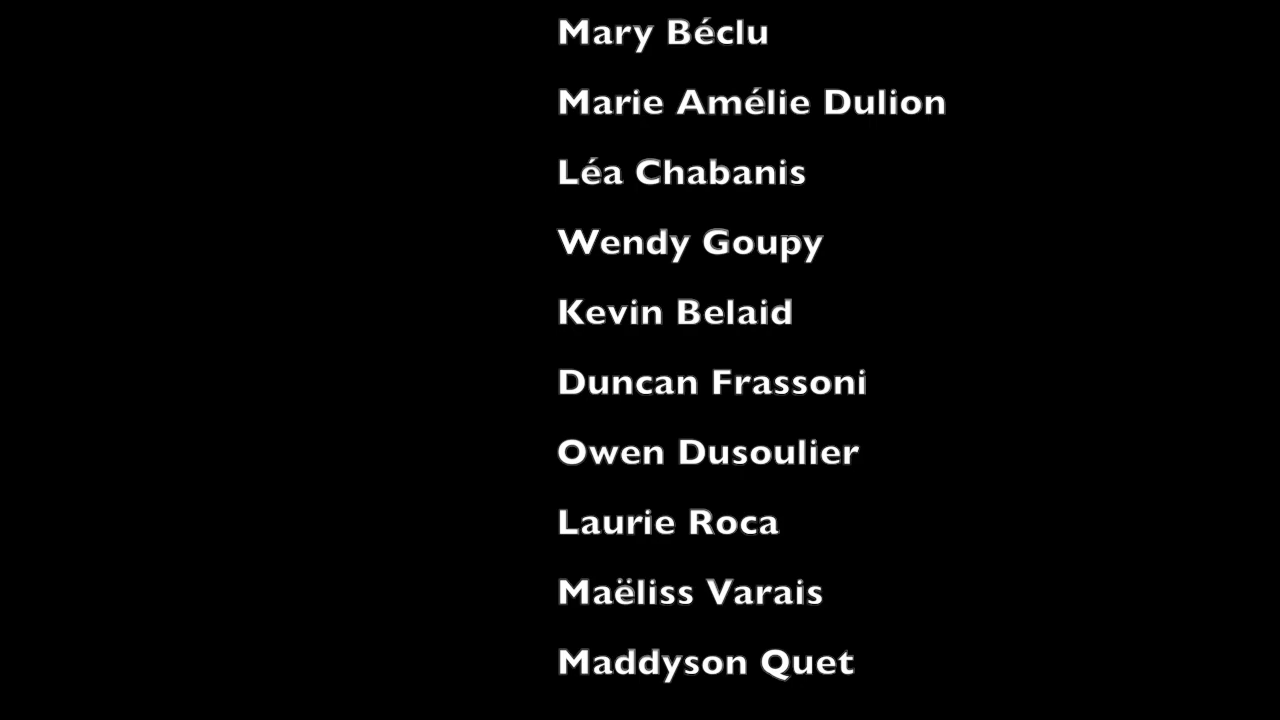 Mary Béclu
Marie Amélie Dulion
Léa Chabanis
Wendy Goupy
Kevin Belaid
Duncan Frassoni
Owen Dusoulier
Laurie Roca
Maëliss Varais
Maddyson Quet